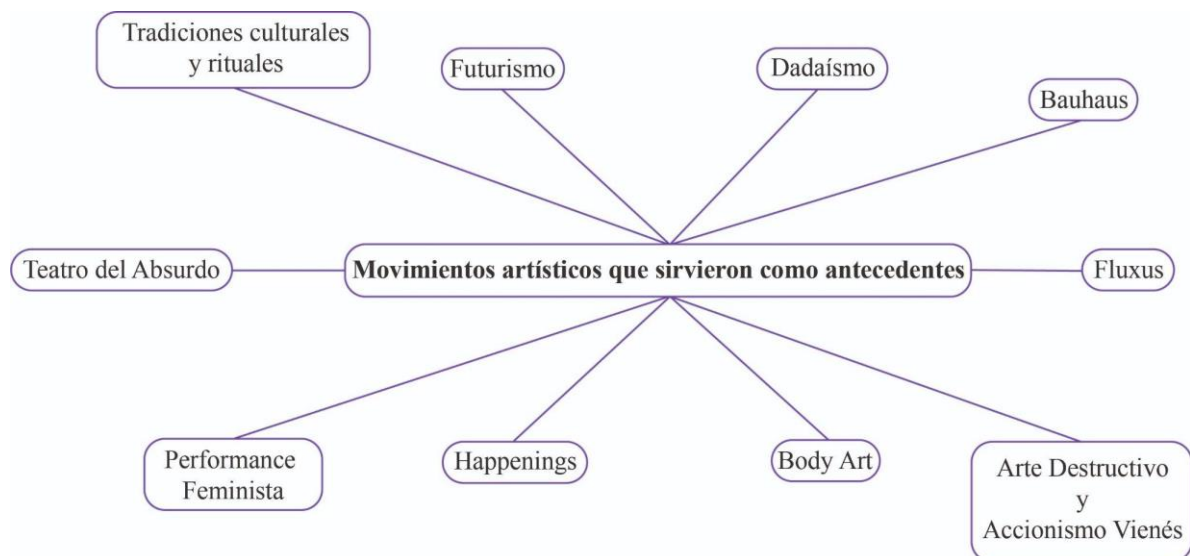 Tradiciones culturales
y rituales
Futurismo
Dadaísmo
Bauhaus
Teatro del Absurdo
Movimientos artísticos que sirvieron como antecedentes
Fluxus
Performance
Feminista
Happenings
Body Art
Arte Destructivo
y
Accionismo Vienés